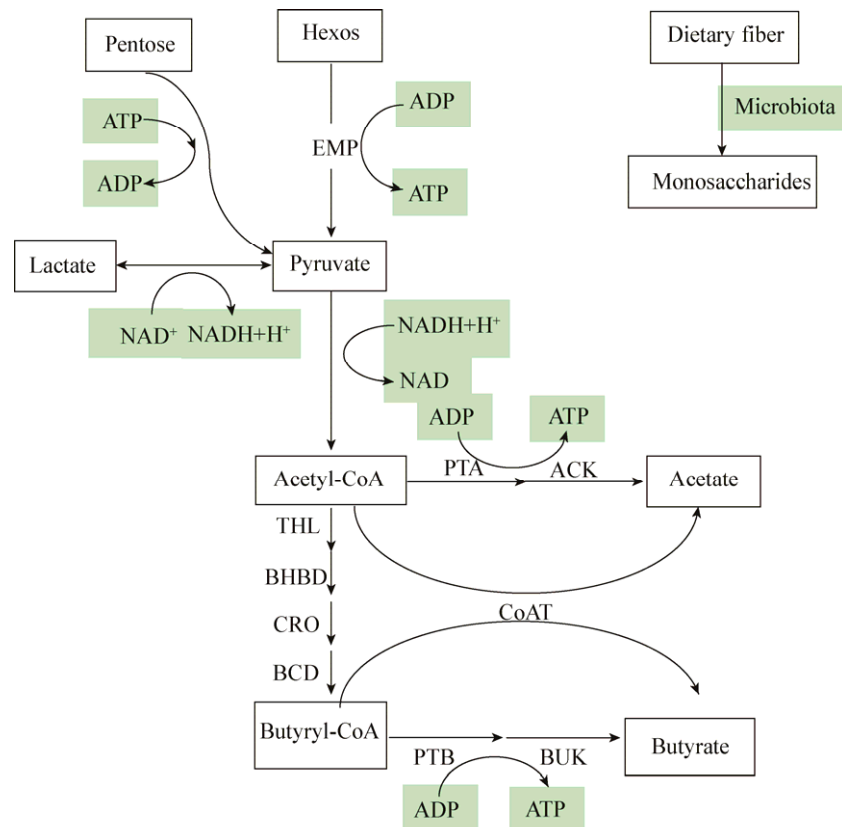 Pentose
Hexos
Dietary fiber
ATP
ADP
EMP
ADP
ATP
Microbiota
Monosaccharides
Lactate
Pyruvate
NAD⁺
NADH+H⁺
NADH+H⁺
NAD
ADP
ATP
Acetyl-CoA
PTA
ACK
Acetate
THL
BHBD
CRO
BCD
CoAT
Butyryl-CoA
PTB
BUK
Butyrate
ADP
ATP